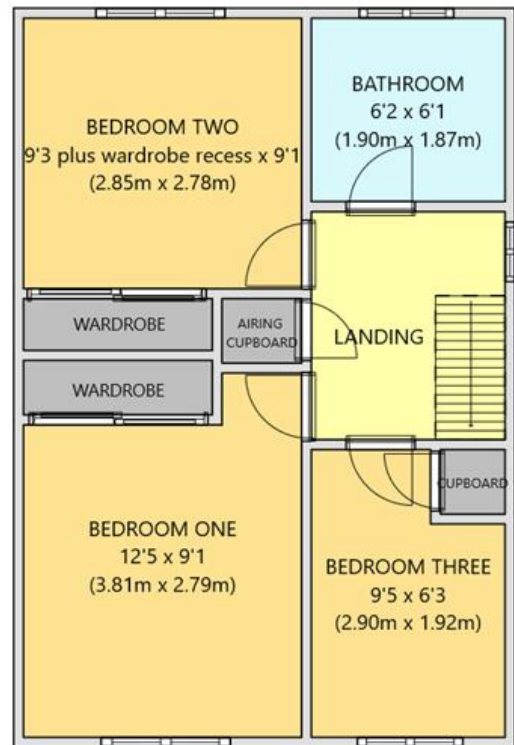 BEDROOM TWO
9'3 plus wardrobe recess x 9'1
(2.85m x 2.78m)
BATHROOM
6'2 x 6'1
(1.90m x 1.87m)
WARDROBE
AIRING
CUPBOARD
LANDING
WARDROBE
CUPBOARD
BEDROOM ONE
12'5 x 9'1
(3.81m x 2.79m)
BEDROOM THREE
9'5 x 6'3
(2.90m x 1.92m)